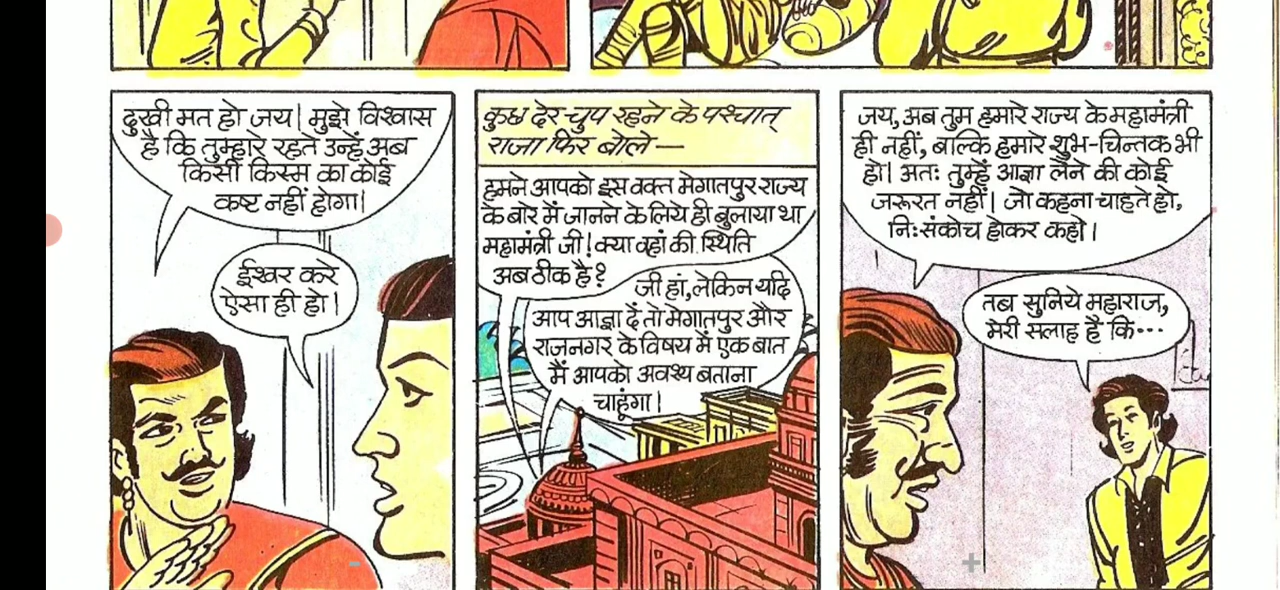 दुखी मत हो जय| मुझे विश्वास
है कि तुम्हारे रहते उन्हें अब
किसी किस्म का कोई
कष्ट नहीं होगा|
ईश्वर करे
ऐसा ही हो|
कुछ देर चुप रहने के पश्चात्
राजा फिर बोले —
हमने आपको इस वक्त मेगातपुर राज्य
के बारे में जानने के लिये ही बुलाया था
महामंत्री जी! क्या वहां की स्थिति
अब ठीक है?
जी हां, लेकिन यदि
आप आज्ञा दें तो मेगातपुर और
राजनगर के विषय में एक बात
मैं आपको अवश्य बताना
चाहूंगा|
जय, अब तुम हमारे राज्य के महामंत्री
ही नहीं, बल्कि हमारे शुभ-चिन्तक भी
हो| अतः तुम्हें आज्ञा लेने की कोई
जरूरत नहीं| जो कहना चाहते हो,
निःसंकोच होकर कहो|
तब सुनिये महाराज,
मेरी सलाह है कि...